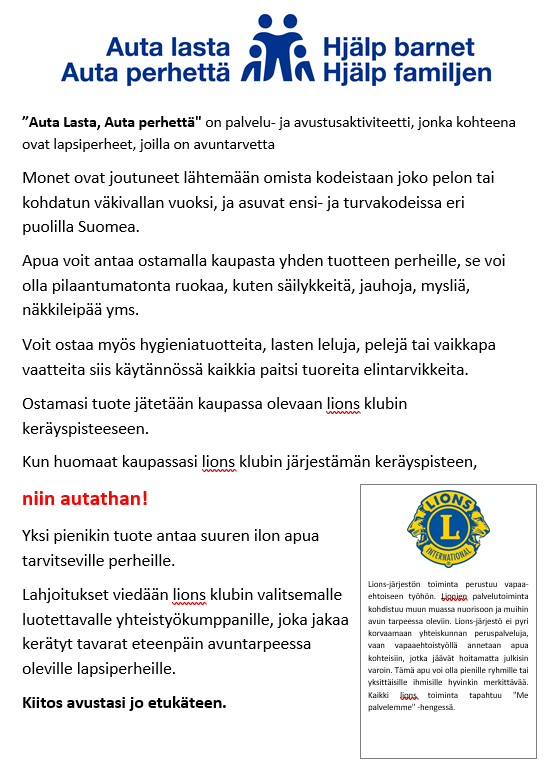 Auta lasta
Auta perhettä
Hjälp barnet
Hjälp familjen
”Auta Lasta, Auta perhettä" on palvelu- ja avustusaktiviteetti, jonka kohteena
ovat lapsiperheet, joilla on avuntarvetta
Monet ovat joutuneet lähtemään omista kodeistaan joko pelon tai
kohdatun väkivallan vuoksi, ja asuvat ensi- ja turvakodeissa eri
puolilla Suomea.
Apua voit antaa ostamalla kaupasta yhden tuotteen perheille, se voi
olla pilaantumatonta ruokaa, kuten säilykkeitä, jauhoja, mysliä,
näkkileipää yms.
Voit ostaa myös hygieniatuotteita, lasten leluja, pelejä tai vaikkapa
vaatteita siis käytännössä kaikkia paitsi tuoreita elintarvikkeita.
Ostamasi tuote jätetään kaupassa olevaan lions klubin
keräyspisteeseen.
Kun huomaat kaupassasi lions klubin järjestämän keräyspisteen,
niin autathan!
Yksi pienikin tuote antaa suuren ilon apua
tarvitseville perheille.
Lahjoitukset viedään lions klubin valitsemalle
luotettavalle yhteistyökumppanille, joka jakaa
kerätyt tavarat eteenpäin avuntarpeessa
oleville lapsiperheille.
Kiitos avustasi jo etukäteen.
LIONS
L
INTERNATIONAL
Lions-järjestön toiminta perustuu vapaa-
ehtoiseen työhön. Lionien palvelutoiminta
kohdistuu muun muassa nuorisoon ja muihin
avun tarpeessa oleviin. Lions-järjestö ei pyri
korvaamaan yhteiskunnan peruspalveluja,
vaan vapaaehtoistyöllä annetaan apua
kohteisiin, jotka jäävät hoitamatta julkisin
varoin. Tämä apu voi olla pienille ryhmille tai
yksittäisille ihmisille hyvinkin merkittävää.
Kaikki lions toiminta tapahtuu "Me
palvelemme" -hengessä.